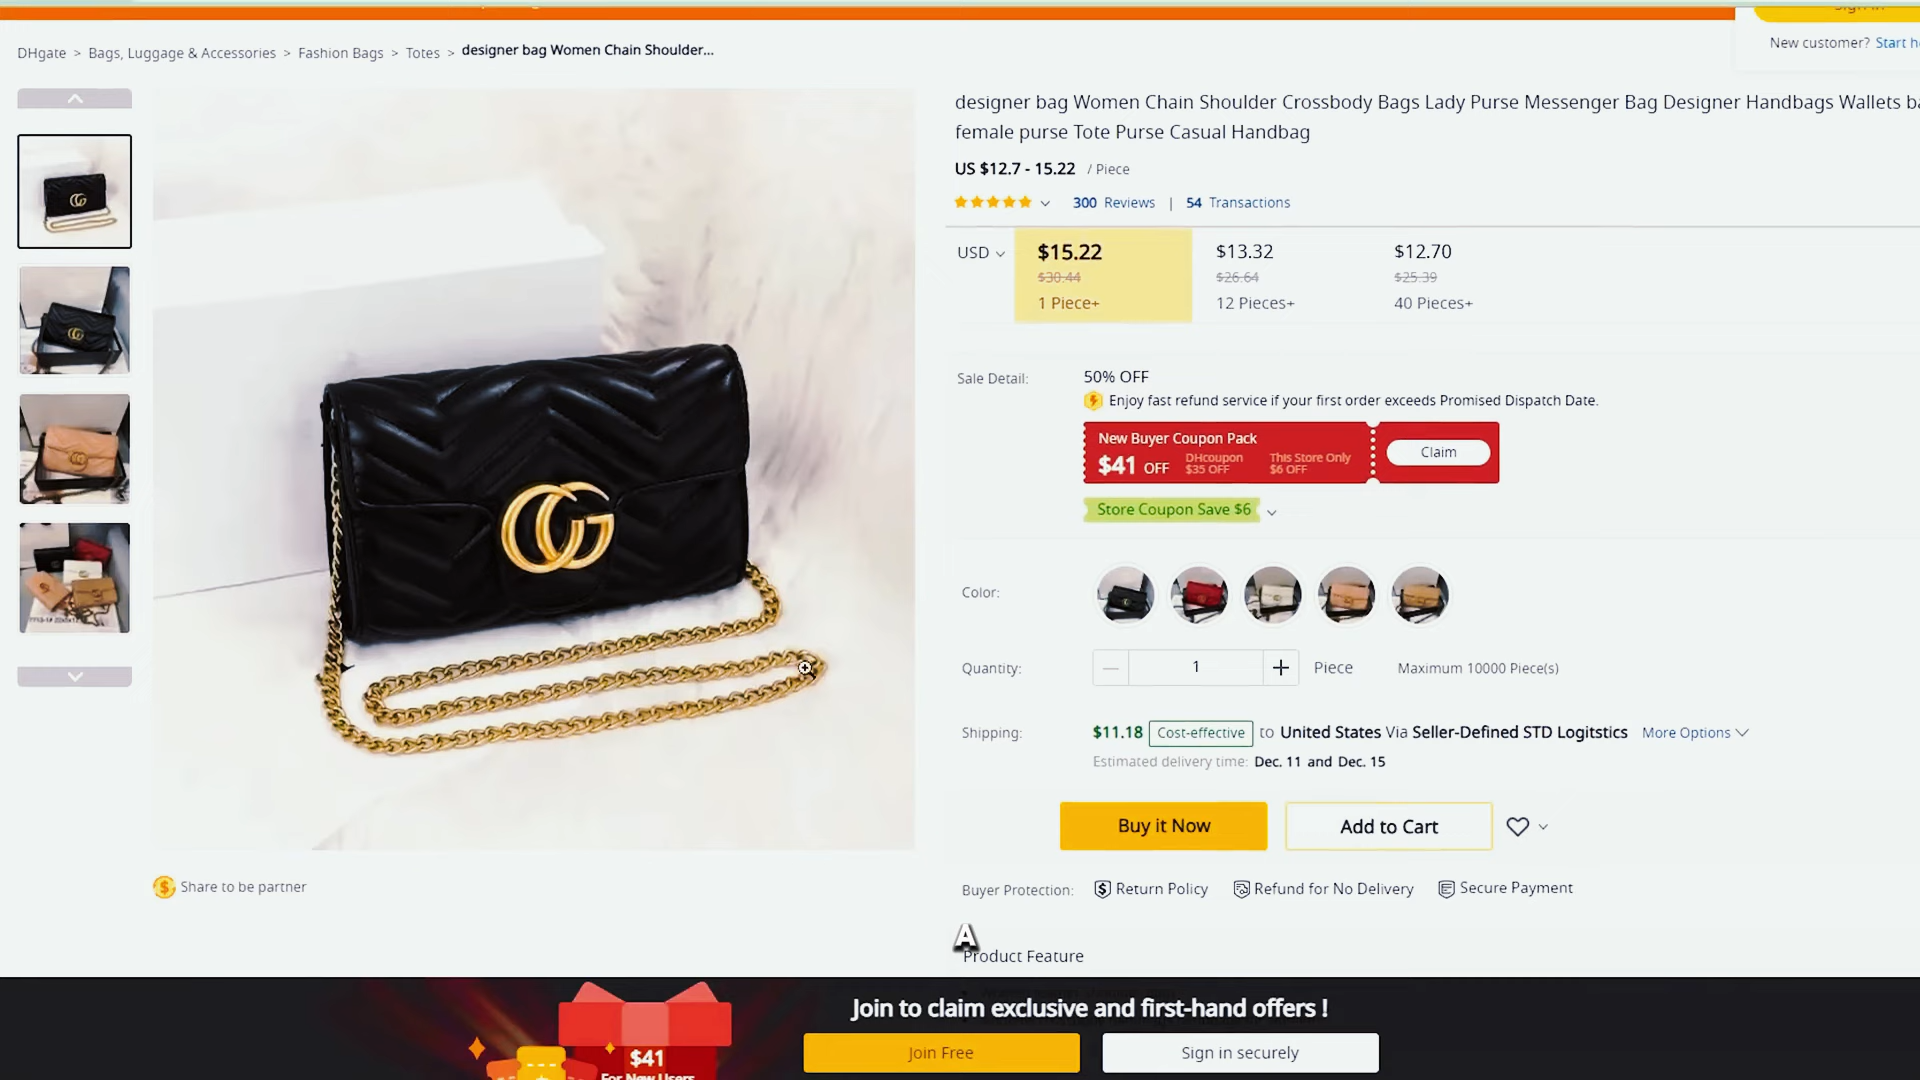 DHgate > Bags, Luggage & Accessories > Fashion Bags > Totes > designer bag Women Chain Shoulder...
New customer? Start
designer bag Women Chain Shoulder Crossbody Bags Lady Purse Messenger Bag Designer Handbags Wallets
female purse Tote Purse Casual Handbag
US $12.7 - 15.22 / Piece
300 Reviews | 54 Transactions
USD $15.22 $13.32 $12.70
$30.44 $26.64 $25.39
1 Piece+ 12 Pieces+ 40 Pieces+
Sale Detail: 50% OFF
Enjoy fast refund service if your first order exceeds Promised Dispatch Date.
New Buyer Coupon Pack
$41 OFF DHcoupon $35 OFF This Store Only $6 OFF Claim
Store Coupon Save $6
Color:
Quantity: 1 Piece Maximum 10000 Piece(s)
Shipping: $11.18 Cost-effective to United States Via Seller-Defined STD Logitstics More Options
Estimated delivery time: Dec. 11 and Dec. 15
Buy it Now Add to Cart
Share to be partner
Buyer Protection: Return Policy Refund for No Delivery Secure Payment
A
Product Feature
Join to claim exclusive and first-hand offers !
$41
For New Users
Join Free Sign in securely